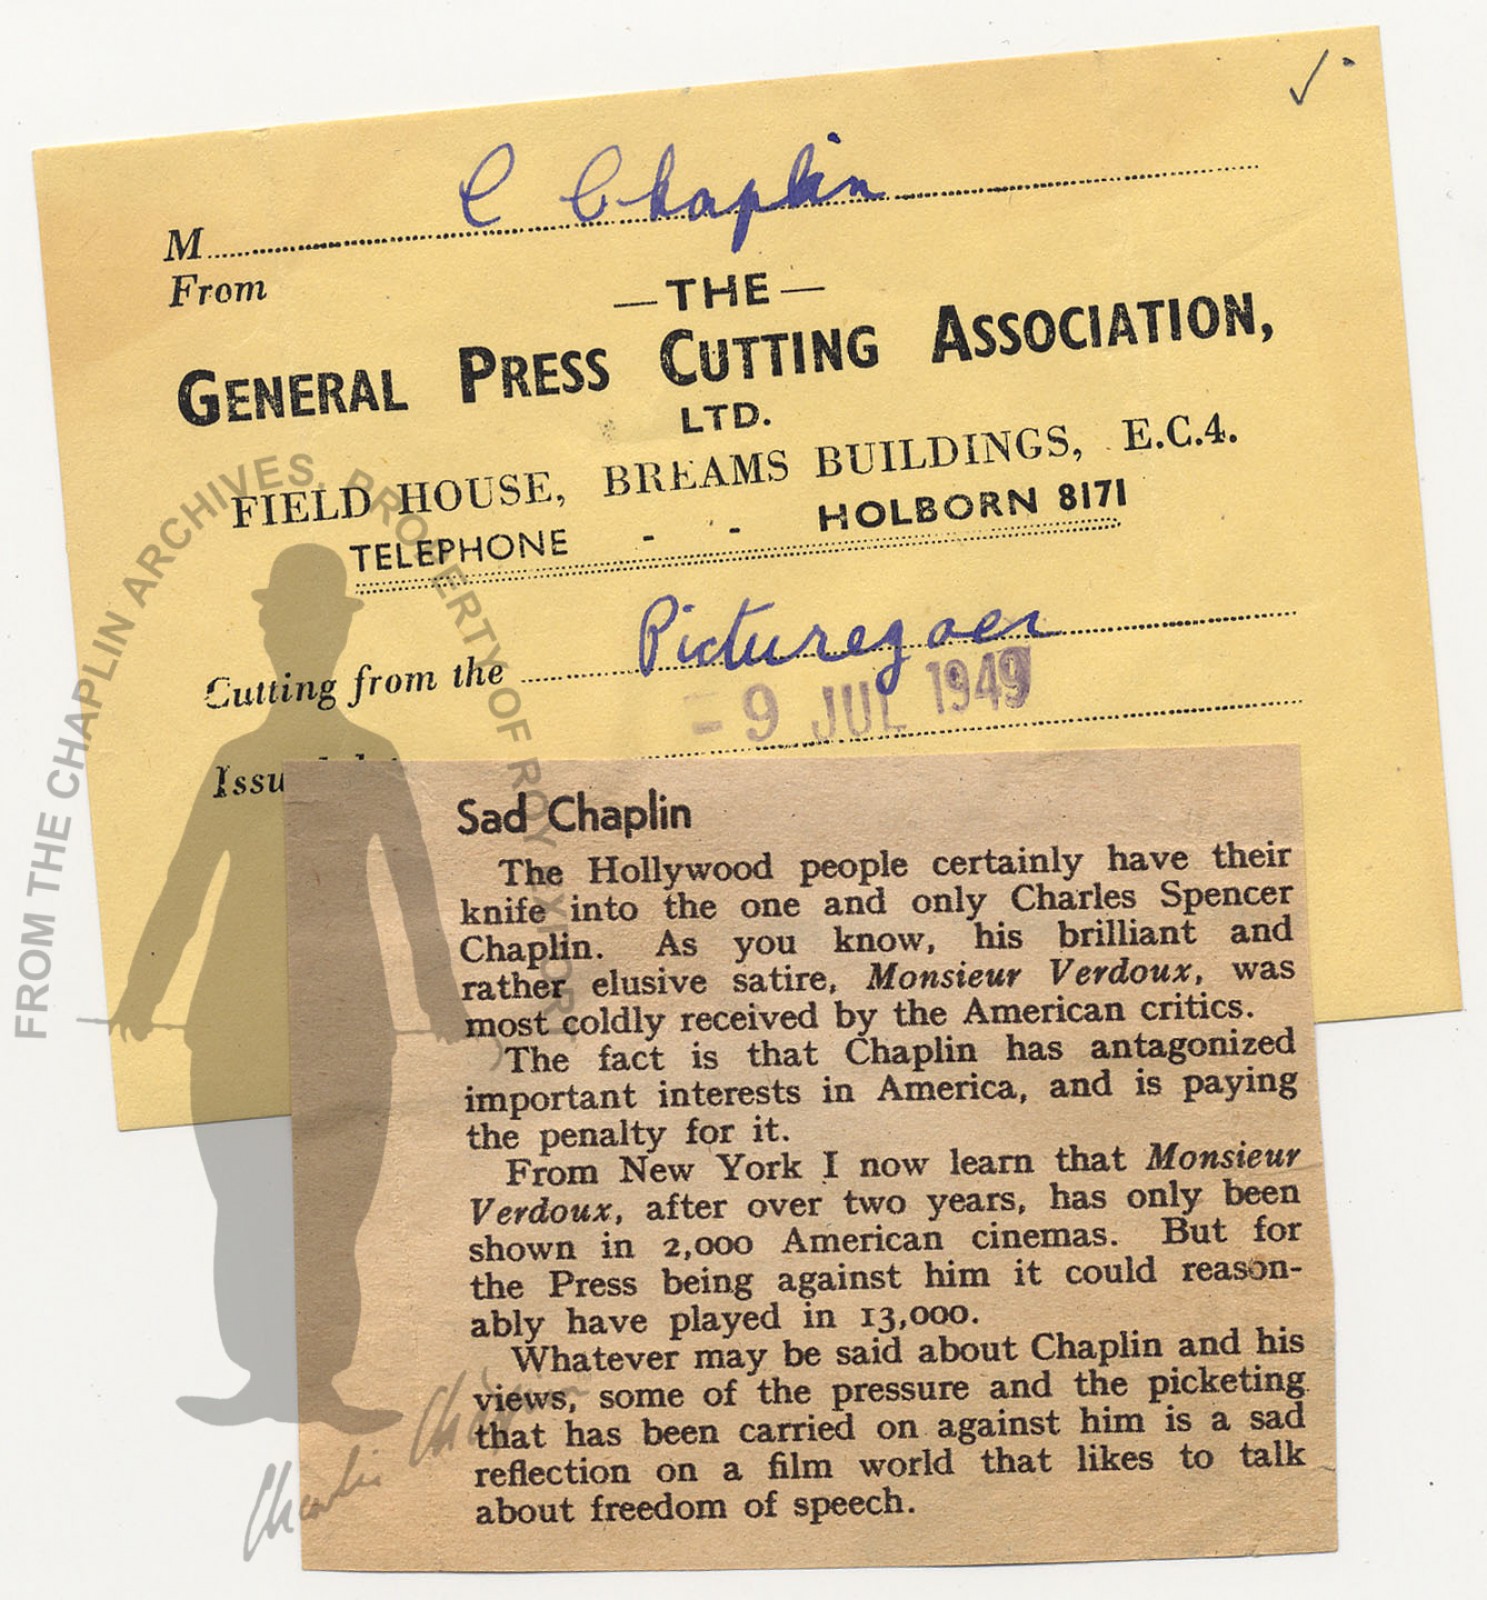 M C Chaplin
From
— THE —
GENERAL PRESS CUTTING ASSOCIATION,
LTD.
FIELD HOUSE, BREAMS BUILDINGS, E.C.4.
TELEPHONE - - HOLBORN 8171
Cutting from the Picturegoer
- 9 JUL 1949
Issu
Sad Chaplin
The Hollywood people certainly have their
knife into the one and only Charles Spencer
Chaplin. As you know, his brilliant and
rather elusive satire, Monsieur Verdoux, was
most coldly received by the American critics.
The fact is that Chaplin has antagonized
important interests in America, and is paying
the penalty for it.
From New York I now learn that Monsieur
Verdoux, after over two years, has only been
shown in 2,000 American cinemas. But for
the Press being against him it could reason-
ably have played in 13,000.
Whatever may be said about Chaplin and his
views, some of the pressure and the picketing
that has been carried on against him is a sad
reflection on a film world that likes to talk
about freedom of speech.
FROM THE CHAPLIN ARCHIVES, PROPERTY OF ROY
Charlie Chaplin